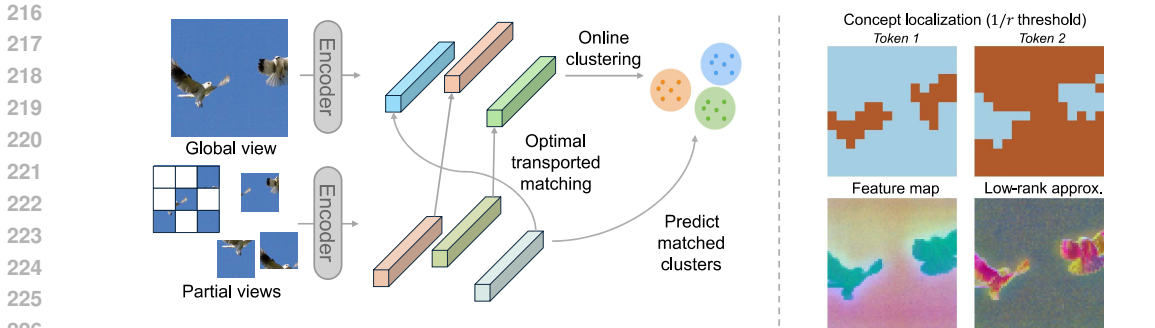 216
217
218
219
220
221
222
223
224
225
Encoder
Global view
Encoder
Partial views
Online
clustering
Optimal
transported
matching
Predict
matched
clusters
Concept localization (1/r threshold)
Token 1
Token 2
Feature map
Low-rank approx.